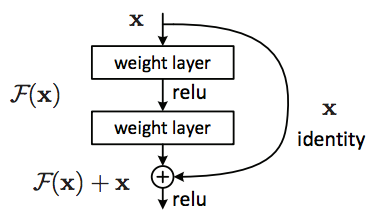 x
weight layer
relu
ℱ(x)
weight layer
x
identity
ℱ(x) + x
relu